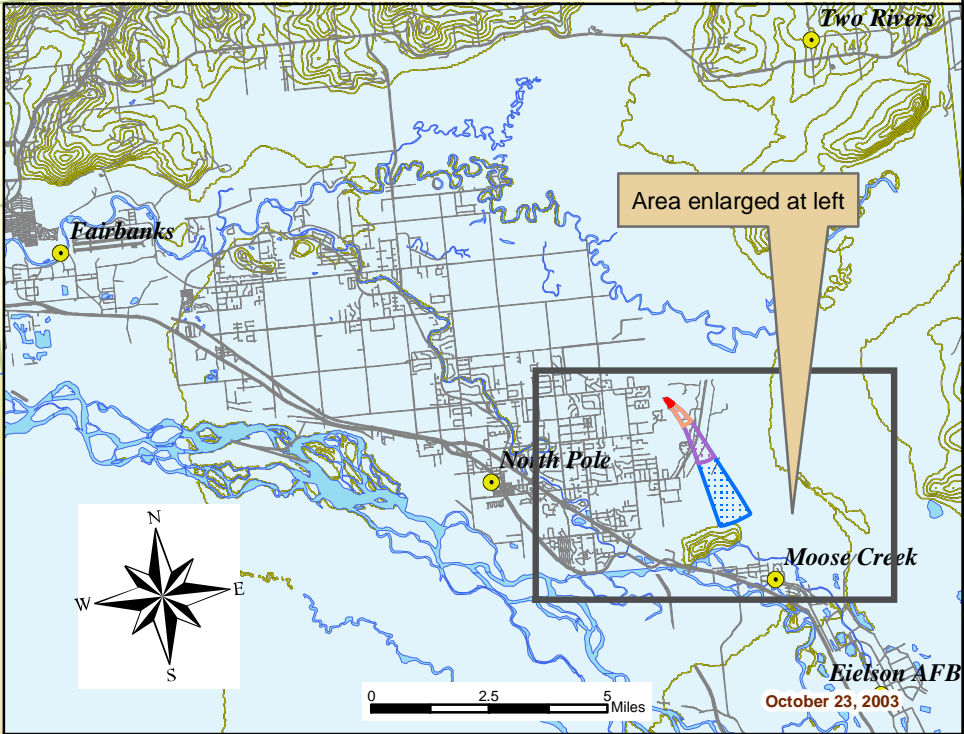 Two Rivers
Area enlarged at left
Fairbanks
North Pole
N
W
E
S
Moose Creek
Eielson AFB
0 2.5 5
Miles
October 23, 2003